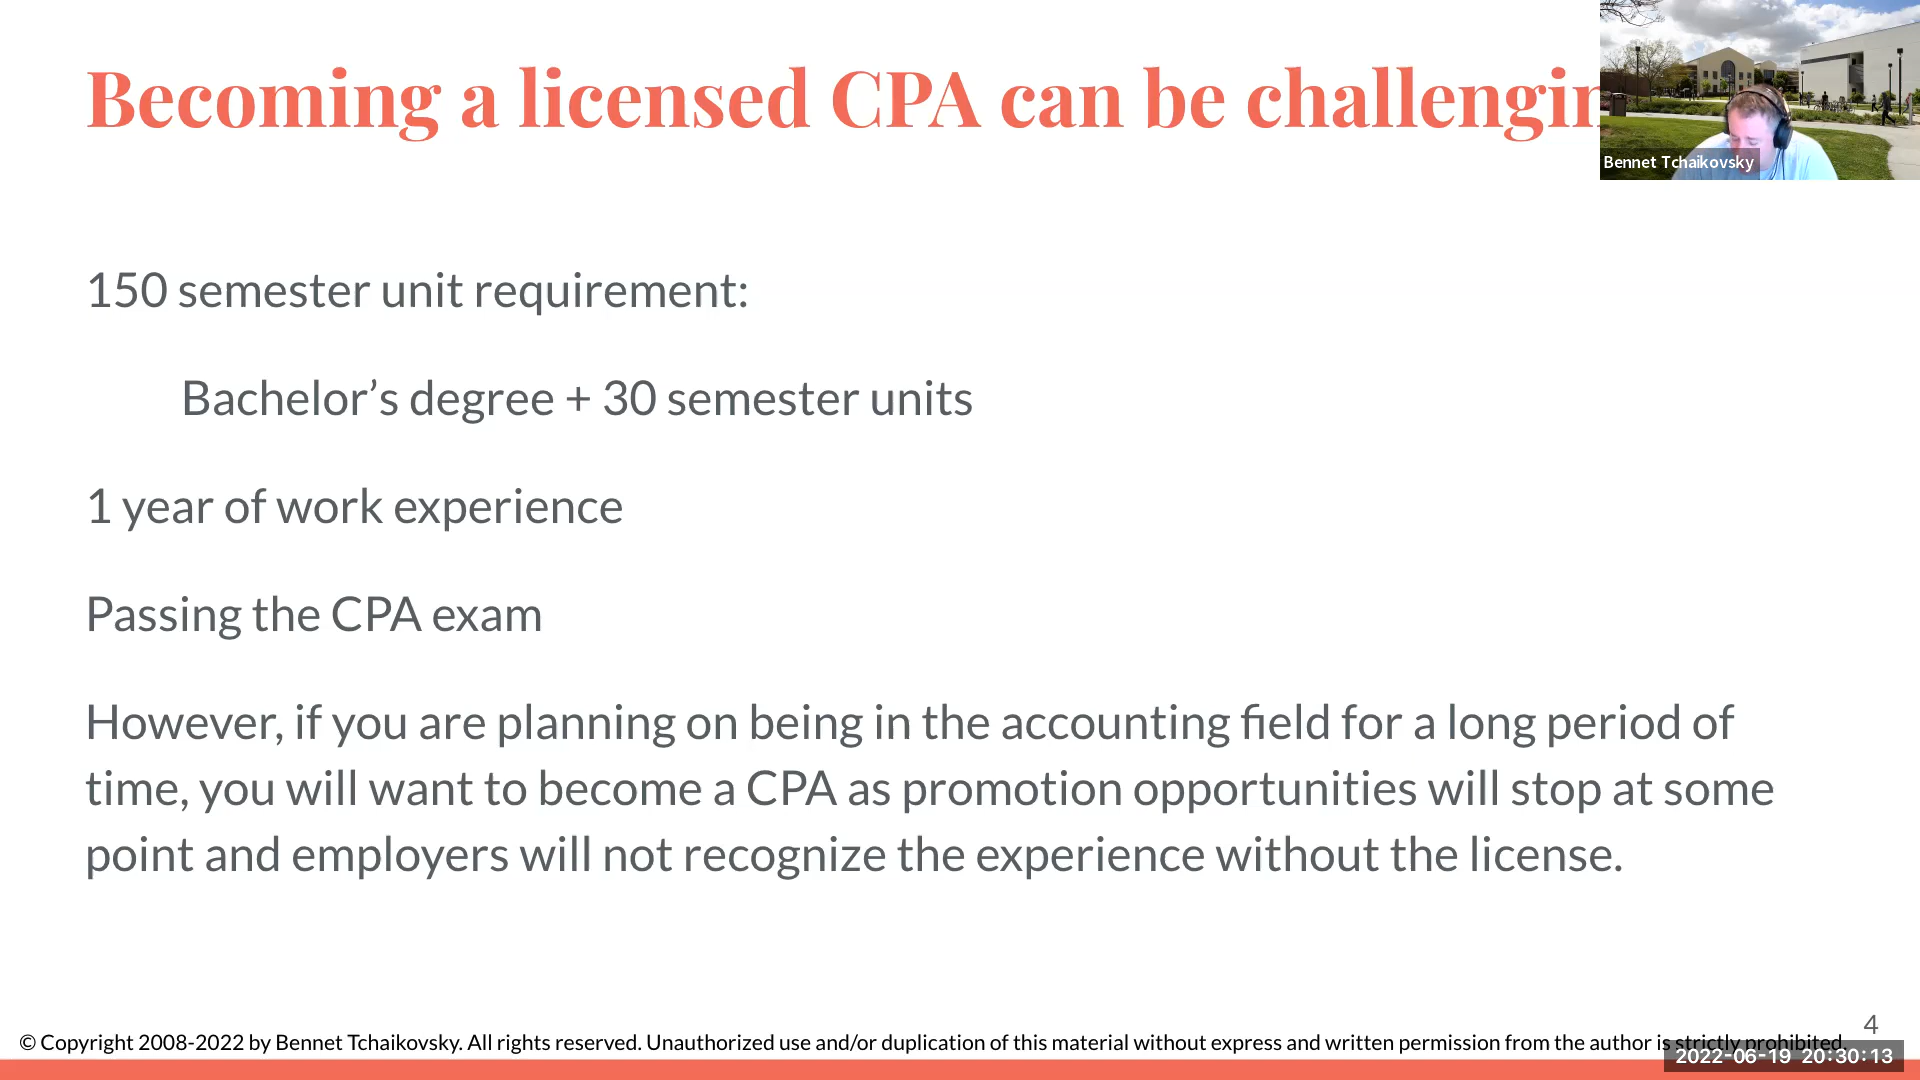 Becoming a licensed CPA can be challengin
Bennet Tchaikovsky
150 semester unit requirement:
Bachelor’s degree + 30 semester units
1 year of work experience
Passing the CPA exam
However, if you are planning on being in the accounting field for a long period of
time, you will want to become a CPA as promotion opportunities will stop at some
point and employers will not recognize the experience without the license.
4
© Copyright 2008-2022 by Bennet Tchaikovsky. All rights reserved. Unauthorized use and/or duplication of this material without express and written permission from the author is strictly prohibited.
2022-06-19 20:30:13